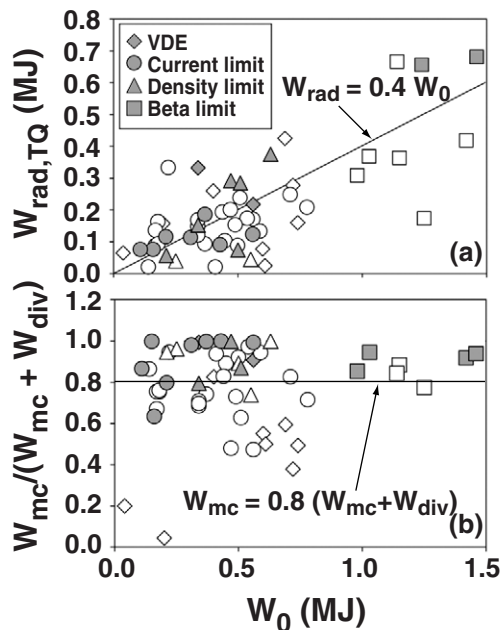 0.8
0.7
0.6
0.5
0.4
0.3
0.2
0.1
0.0
W_rad,TQ (MJ)
VDE
Current limit
Density limit
Beta limit
W_rad = 0.4 W_0
(a)
1.2
1.0
0.8
0.6
0.4
0.2
0.0
W_mc/(W_mc + W_div)
W_mc = 0.8 (W_mc+W_div)
(b)
0.0 0.5 1.0 1.5
W_0 (MJ)